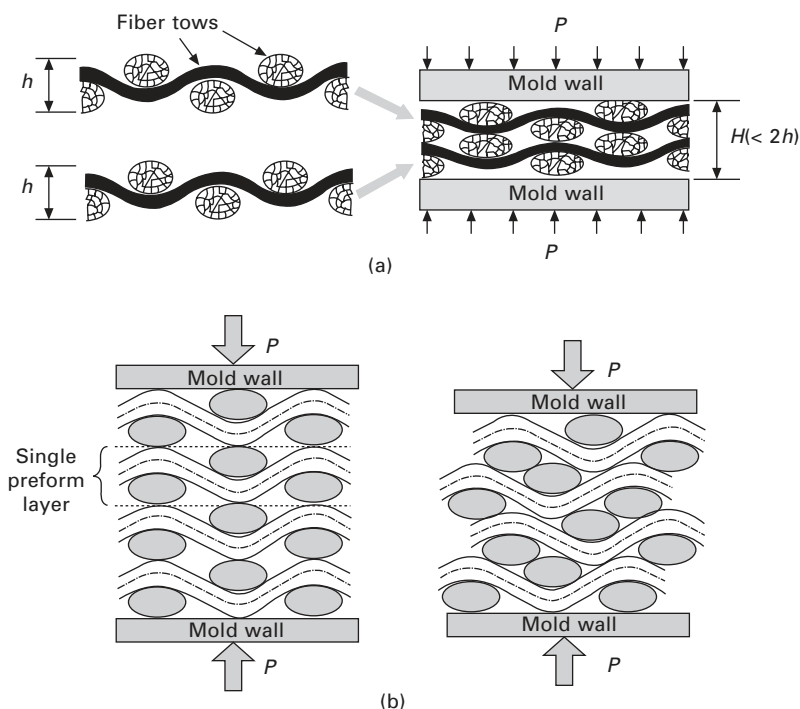 Fiber tows
P
h
Mold wall
H(< 2h)
h
Mold wall
P
(a)
P
Mold wall
P
Mold wall
Single
preform
layer
Mold wall
Mold wall
P
P
(b)